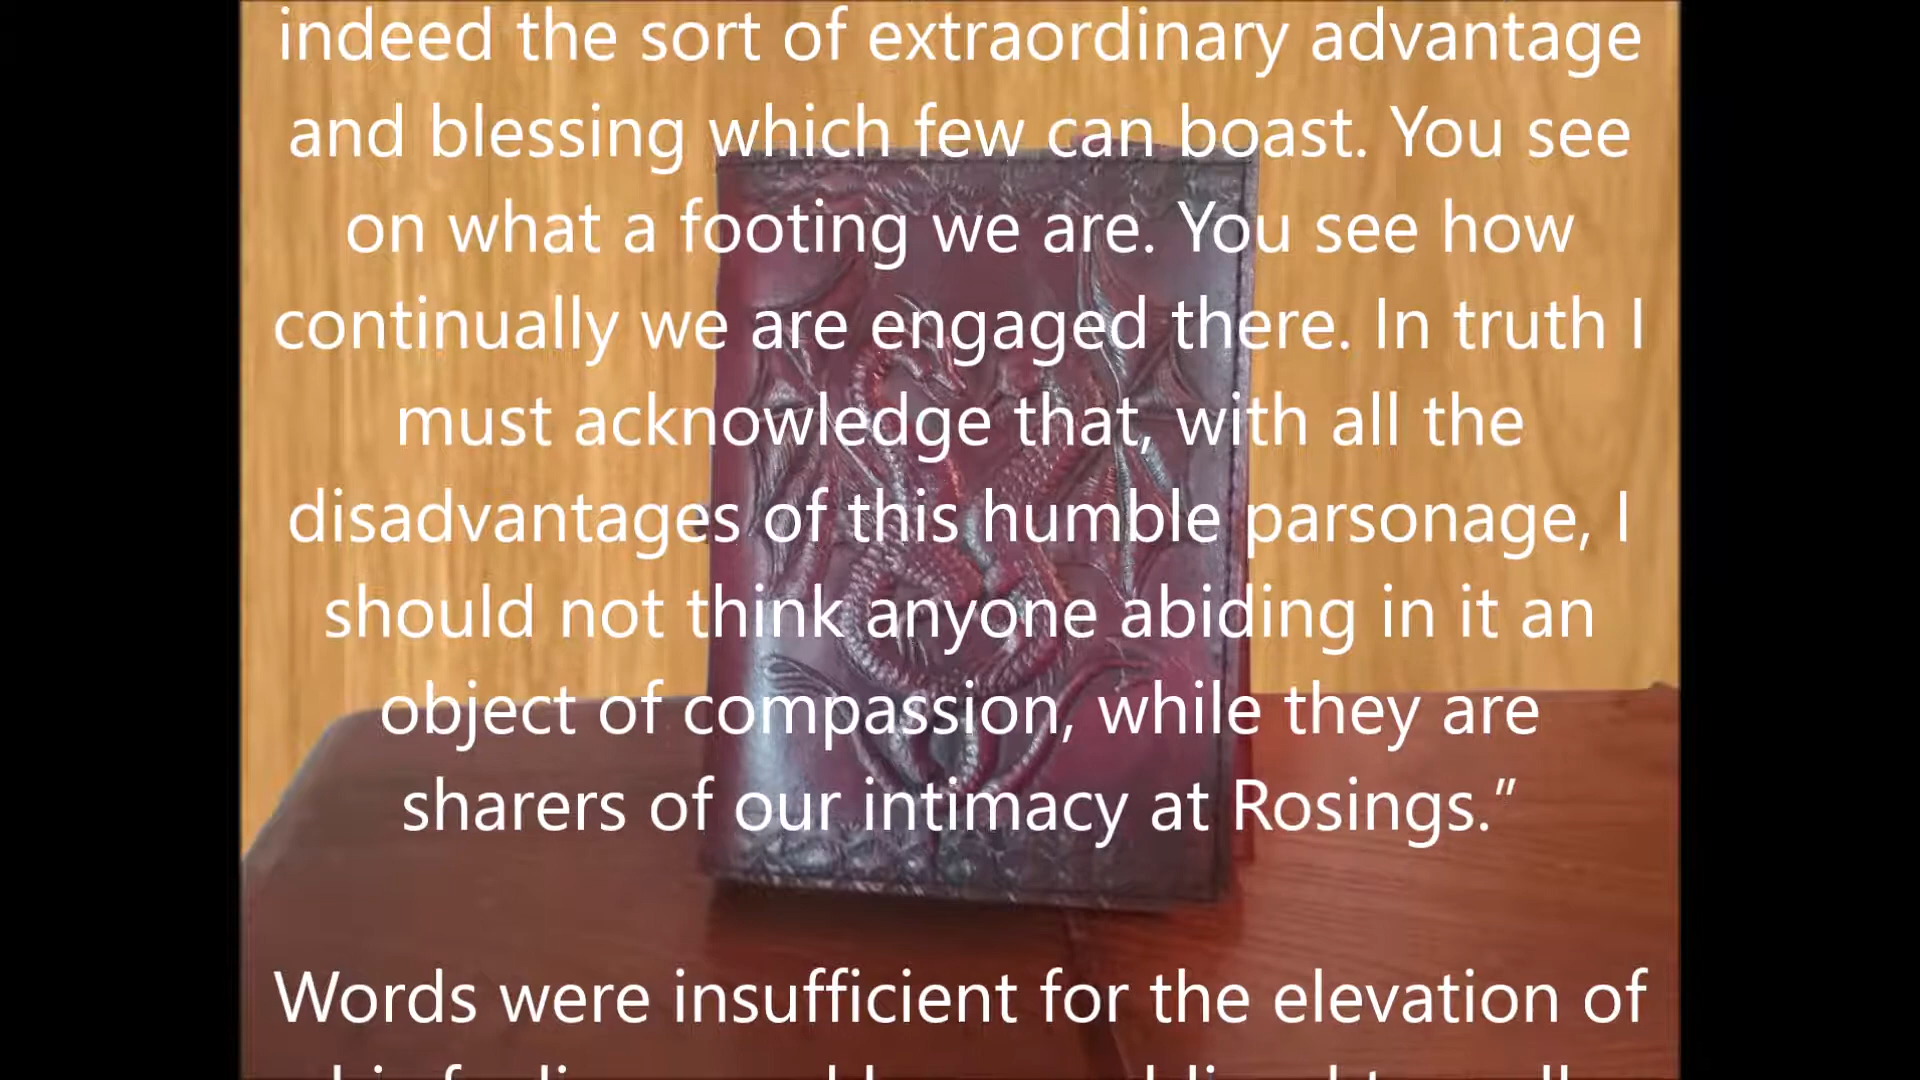 indeed the sort of extraordinary advantage
and blessing which few can boast. You see
on what a footing we are. You see how
continually we are engaged there. In truth I
must acknowledge that, with all the
disadvantages of this humble parsonage, I
should not think anyone abiding in it an
object of compassion, while they are
sharers of our intimacy at Rosings.”
Words were insufficient for the elevation of